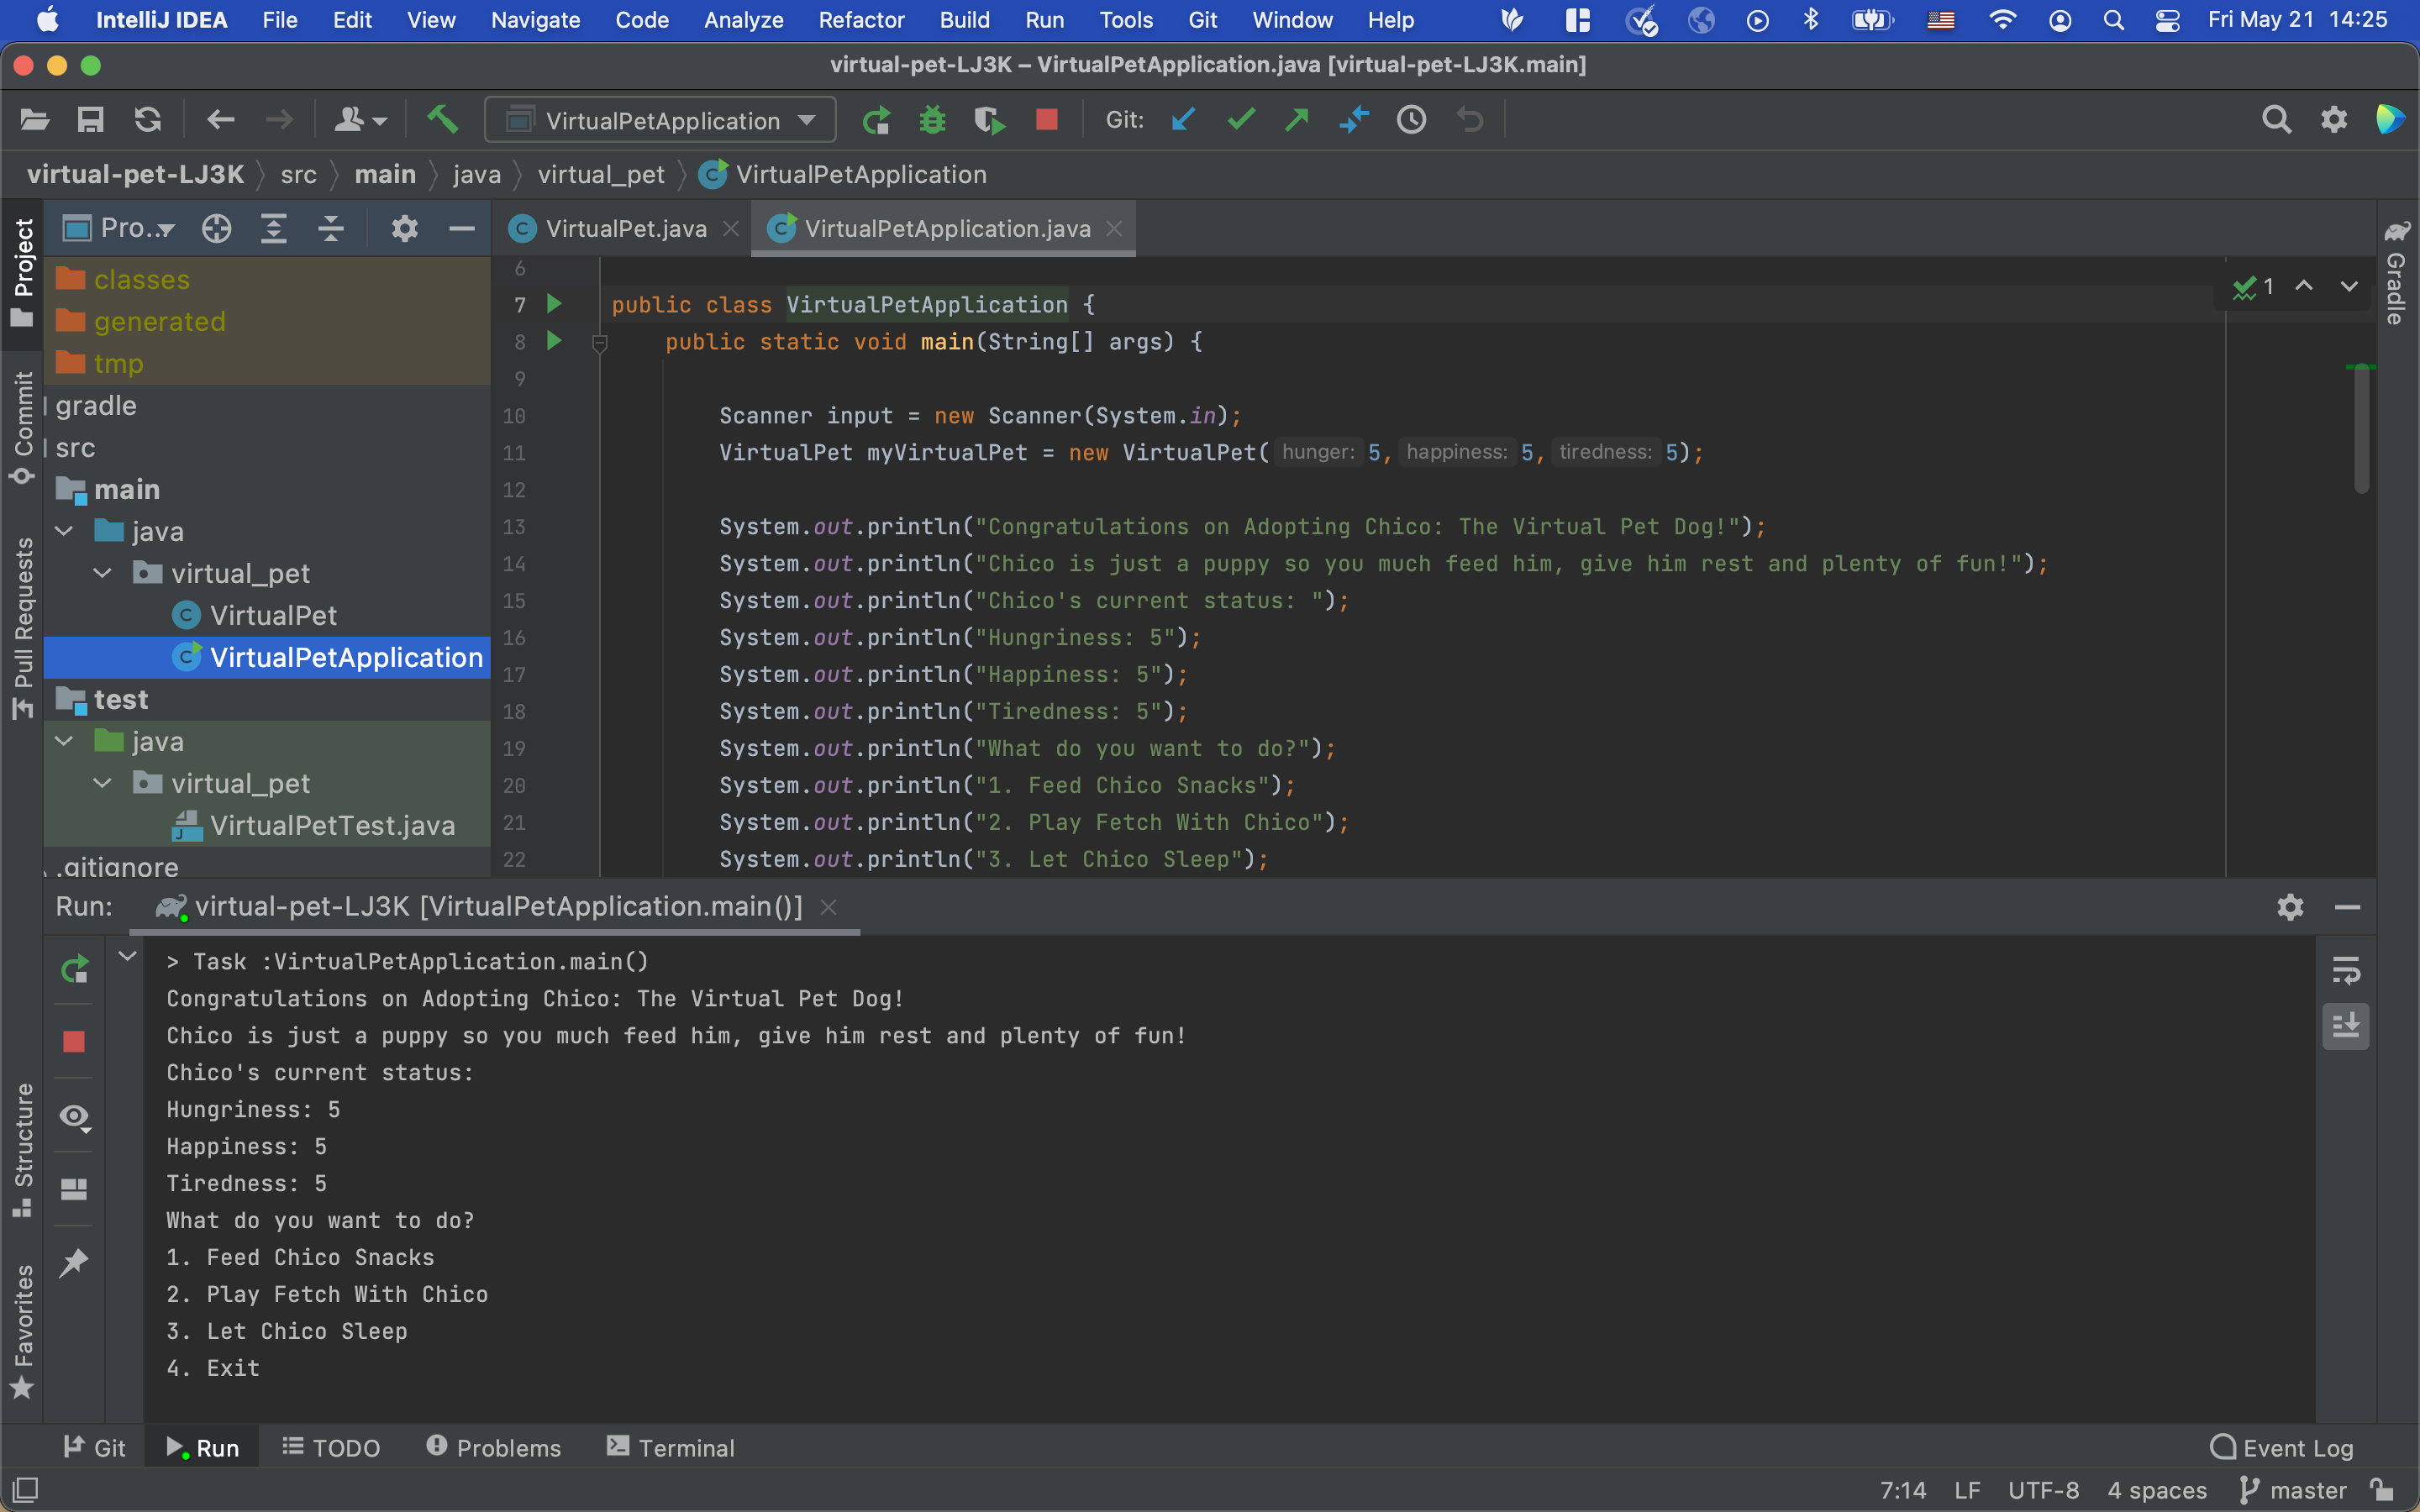 IntelliJ IDEA File Edit View Navigate Code Analyze Refactor Build Run Tools Git Window Help Fri May 21 14:25
virtual-pet-LJ3K – VirtualPetApplication.java [virtual-pet-LJ3K.main]
VirtualPetApplication Git:
virtual-pet-LJ3K src main java virtual_pet VirtualPetApplication
Project
Commit
Pull Requests
Structure
Favorites
Pro...
classes
generated
tmp
gradle
src
main
java
virtual_pet
VirtualPet
VirtualPetApplication
test
java
virtual_pet
VirtualPetTest.java
.gitignore
VirtualPet.java VirtualPetApplication.java
Gradle
1
6
7 public class VirtualPetApplication {
8 public static void main(String[] args) {
9
10 Scanner input = new Scanner(System.in);
11 VirtualPet myVirtualPet = new VirtualPet( hunger: 5, happiness: 5, tiredness: 5);
12
13 System.out.println("Congratulations on Adopting Chico: The Virtual Pet Dog!");
14 System.out.println("Chico is just a puppy so you much feed him, give him rest and plenty of fun!");
15 System.out.println("Chico's current status: ");
16 System.out.println("Hungriness: 5");
17 System.out.println("Happiness: 5");
18 System.out.println("Tiredness: 5");
19 System.out.println("What do you want to do?");
20 System.out.println("1. Feed Chico Snacks");
21 System.out.println("2. Play Fetch With Chico");
22 System.out.println("3. Let Chico Sleep");
Run: virtual-pet-LJ3K [VirtualPetApplication.main()]
> Task :VirtualPetApplication.main()
Congratulations on Adopting Chico: The Virtual Pet Dog!
Chico is just a puppy so you much feed him, give him rest and plenty of fun!
Chico's current status:
Hungriness: 5
Happiness: 5
Tiredness: 5
What do you want to do?
1. Feed Chico Snacks
2. Play Fetch With Chico
3. Let Chico Sleep
4. Exit
Git Run TODO Problems Terminal Event Log
7:14 LF UTF-8 4 spaces master